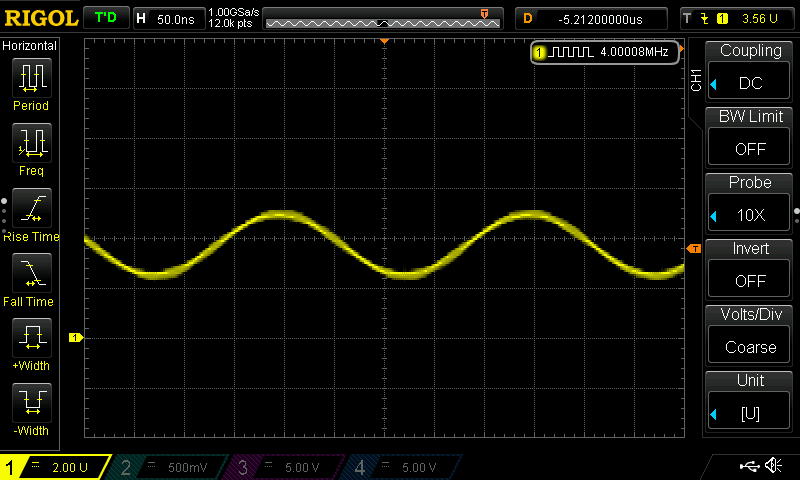 RIGOL T'D H 50.0ns 1.00GSa/s 12.0k pts D -5.21200000us T 1 3.56 U
Horizontal
Period
Freq
Rise Time
Fall Time
+Width
-Width
1 4.00008MHz
T
1
T
CH1
Coupling
DC
BW Limit
OFF
Probe
10X
Invert
OFF
Volts/Div
Coarse
Unit
[U]
1 2.00 U 2 500mV 3 5.00 V 4 5.00 V